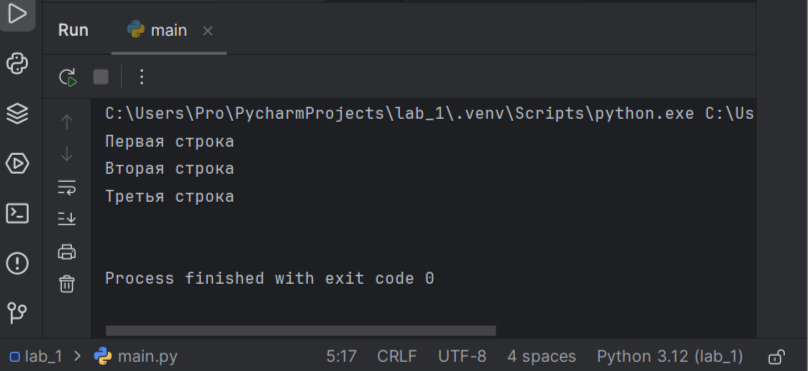 Run main
C:\Users\Pro\PycharmProjects\lab_1\.venv\Scripts\python.exe C:\Us
Первая строка
Вторая строка
Третья строка
Process finished with exit code 0
lab_1 > main.py 5:17 CRLF UTF-8 4 spaces Python 3.12 (lab_1)